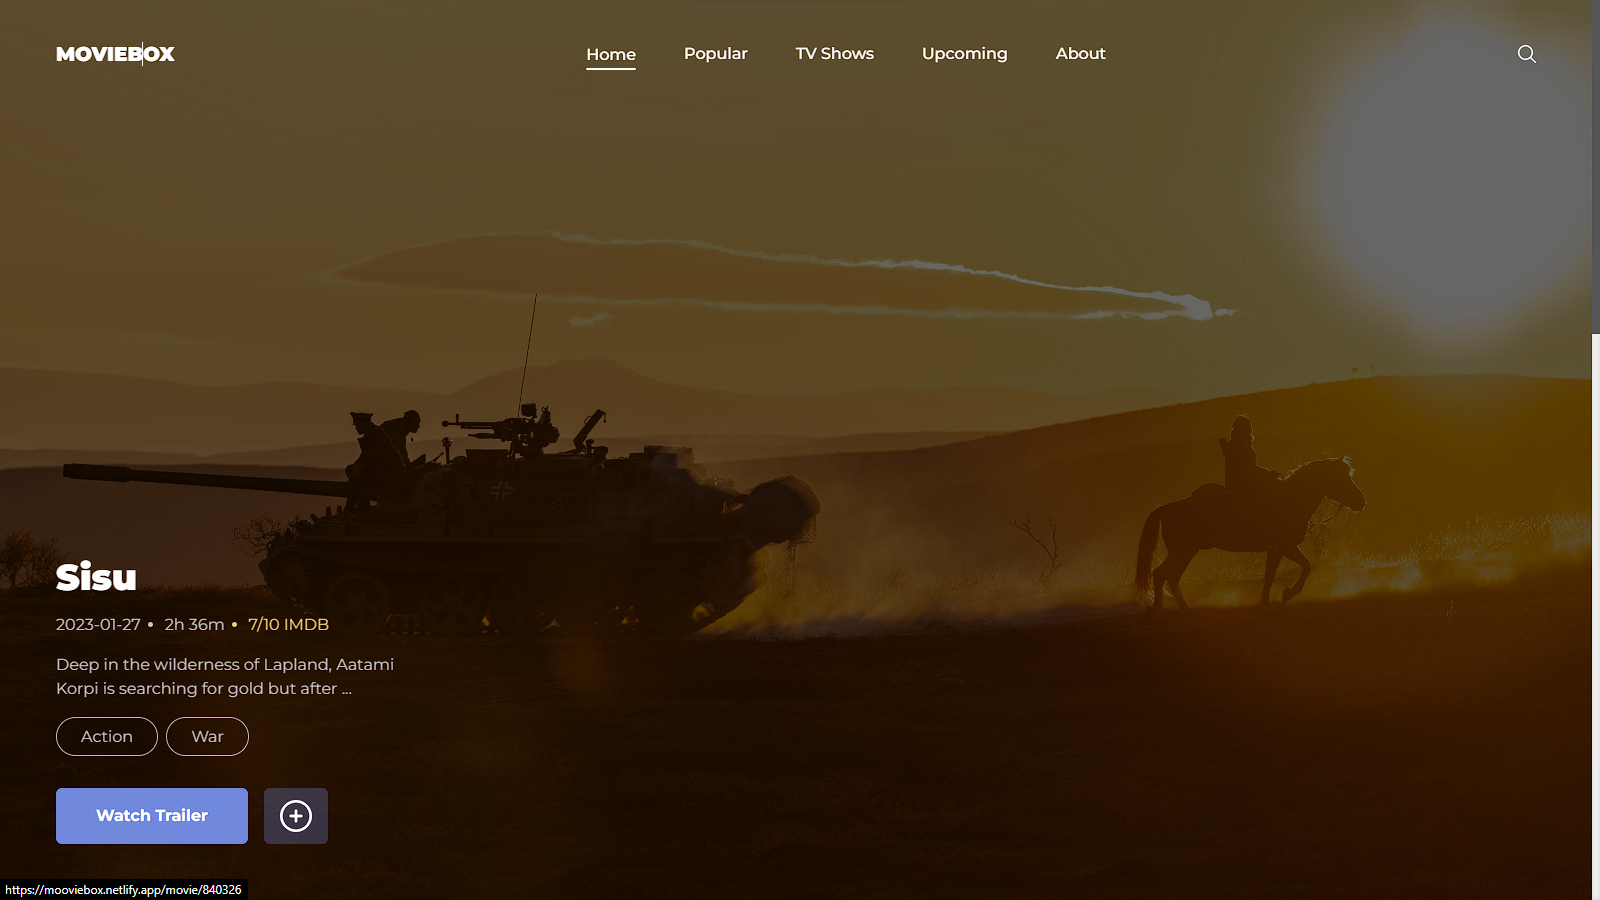 MOVIEBOX
Home
Popular
TV Shows
Upcoming
About
Sisu
2023-01-27 • 2h 36m • 7/10 IMDB
Deep in the wilderness of Lapland, Aatami
Korpi is searching for gold but after ...
Action
War
Watch Trailer
https://mooviebox.netlify.app/movie/840326